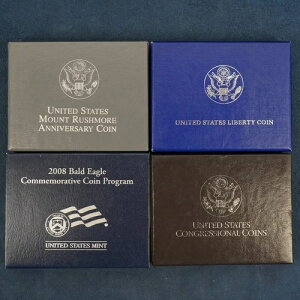 UNITED STATES
MOUNT RUSHMORE
ANNIVERSARY COIN
UNITED STATES LIBERTY COIN
2008 Bald Eagle
Commemorative Coin Program
UNITED STATES MINT
UNITED STATES
CONGRESSIONAL COINS